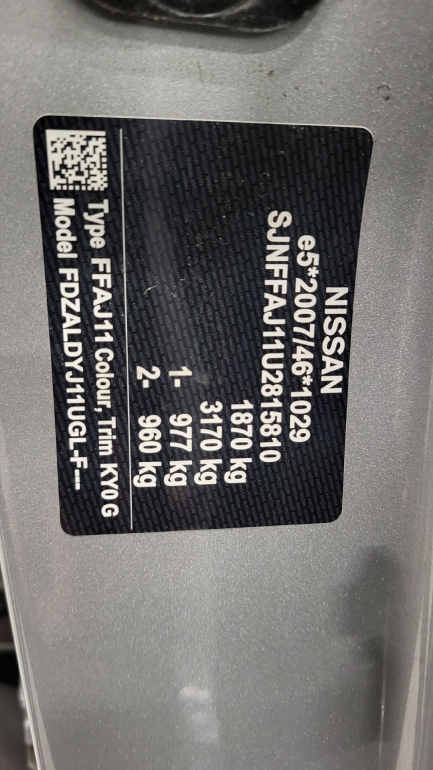 NISSAN
e5*2007/46*1029
SJNFFAJ11U2815810
1870 kg
3170 kg
1- 977 kg
2- 960 kg
Type FFAJ11 Colour, Trim KY0 G
Model FDZALDYJ11UGL-F---